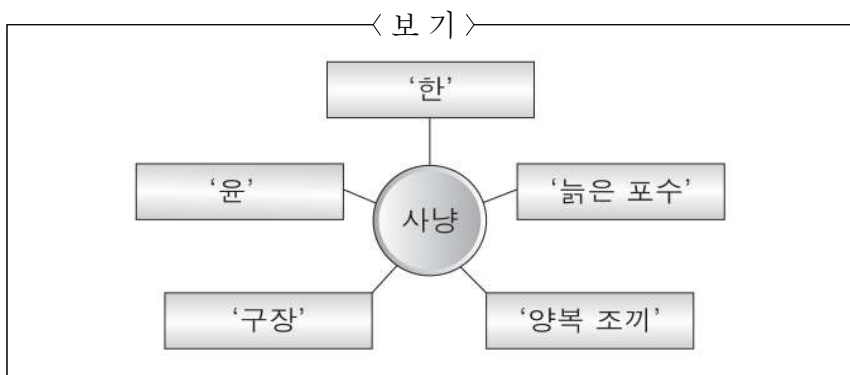 〈보 기〉
‘한’
‘윤’
‘늙은 포수’
사냥
‘구장’
‘양복 조끼’